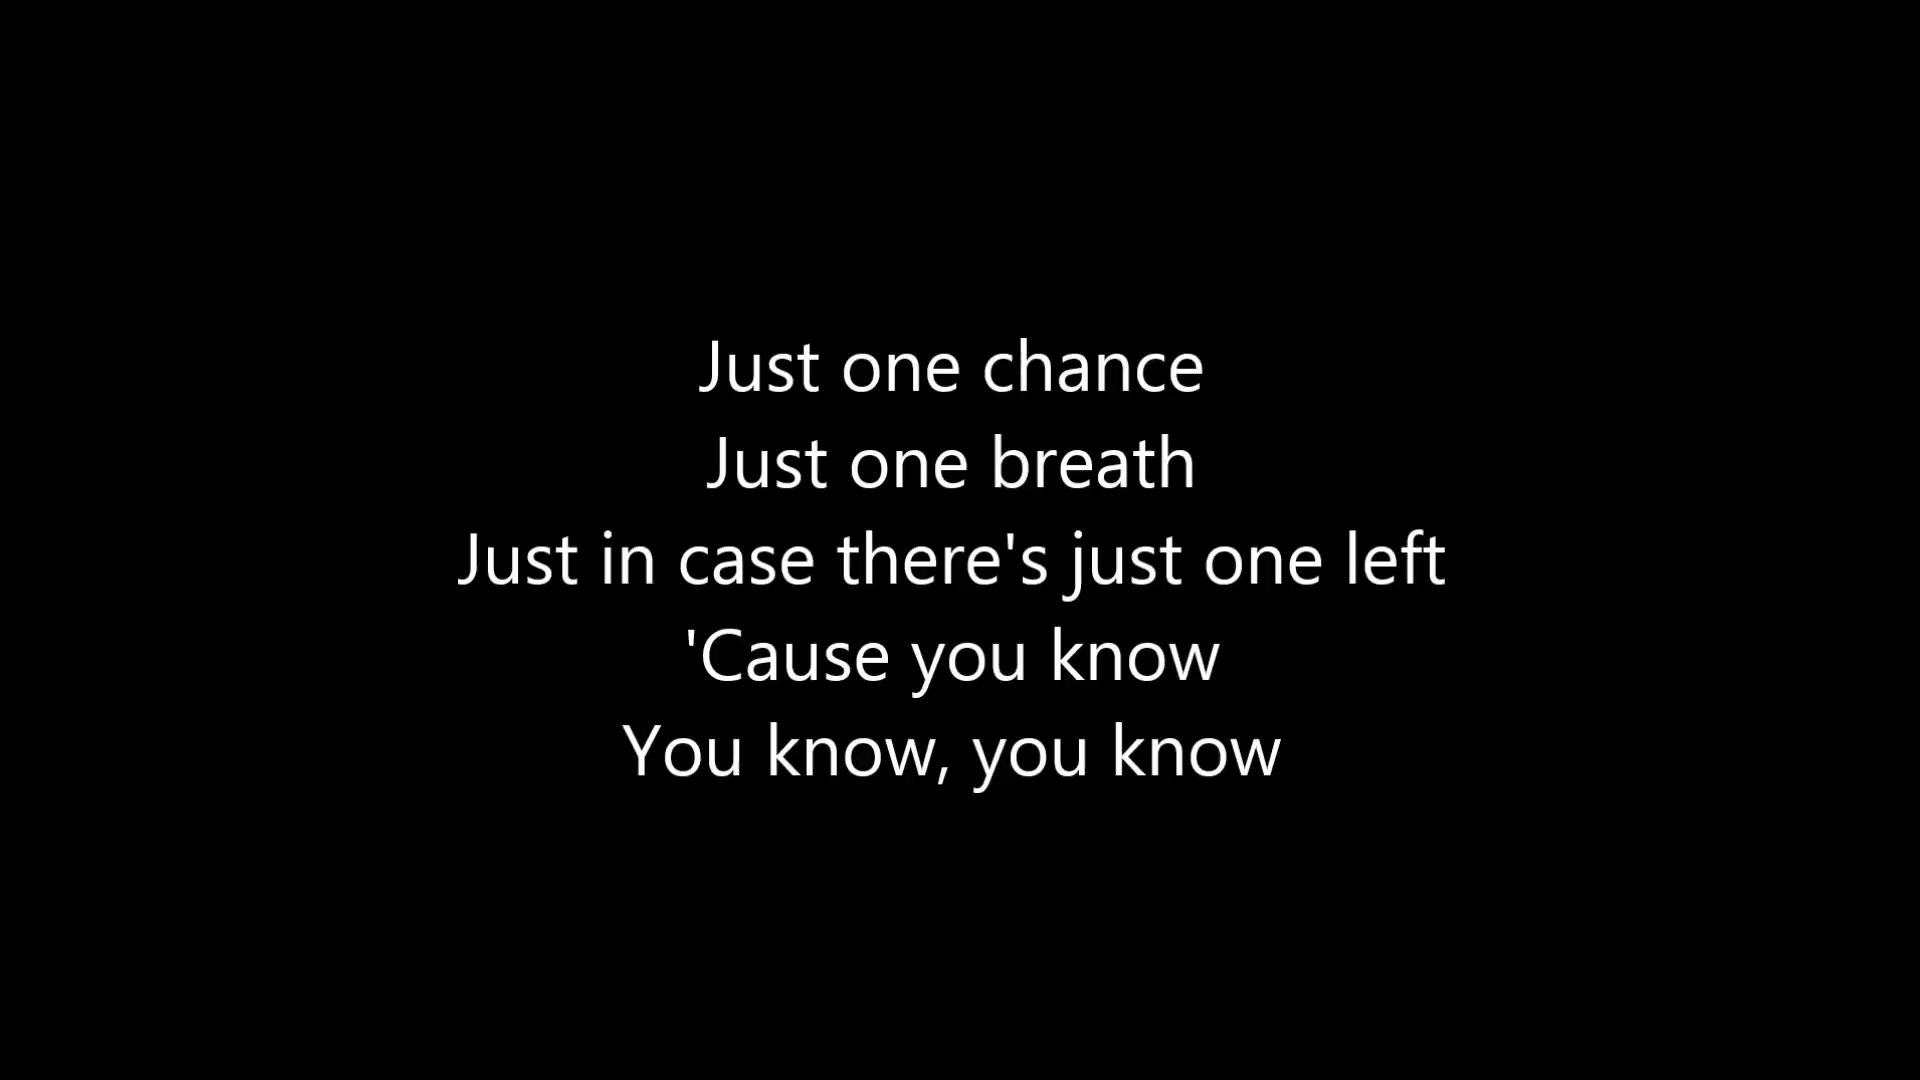 Just one chance
Just one breath
Just in case there's just one left
'Cause you know
You know, you know